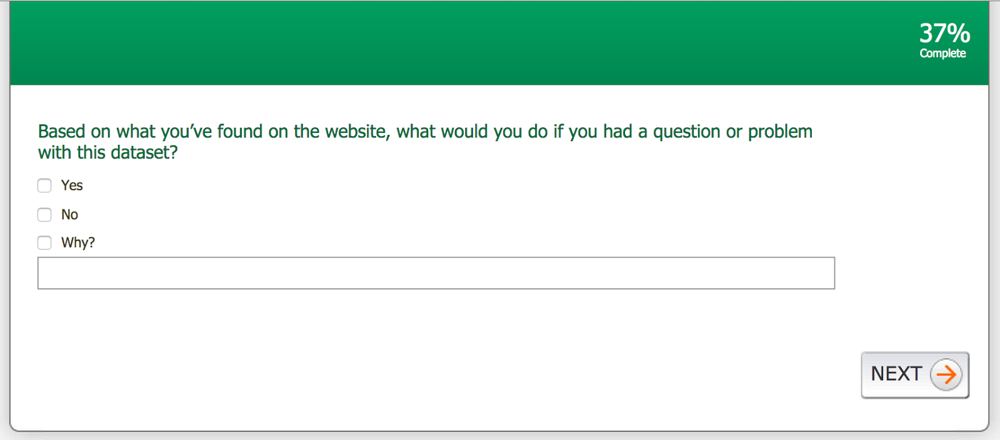 37%
Complete
Based on what you’ve found on the website, what would you do if you had a question or problem
with this dataset?
Yes
No
Why?
NEXT